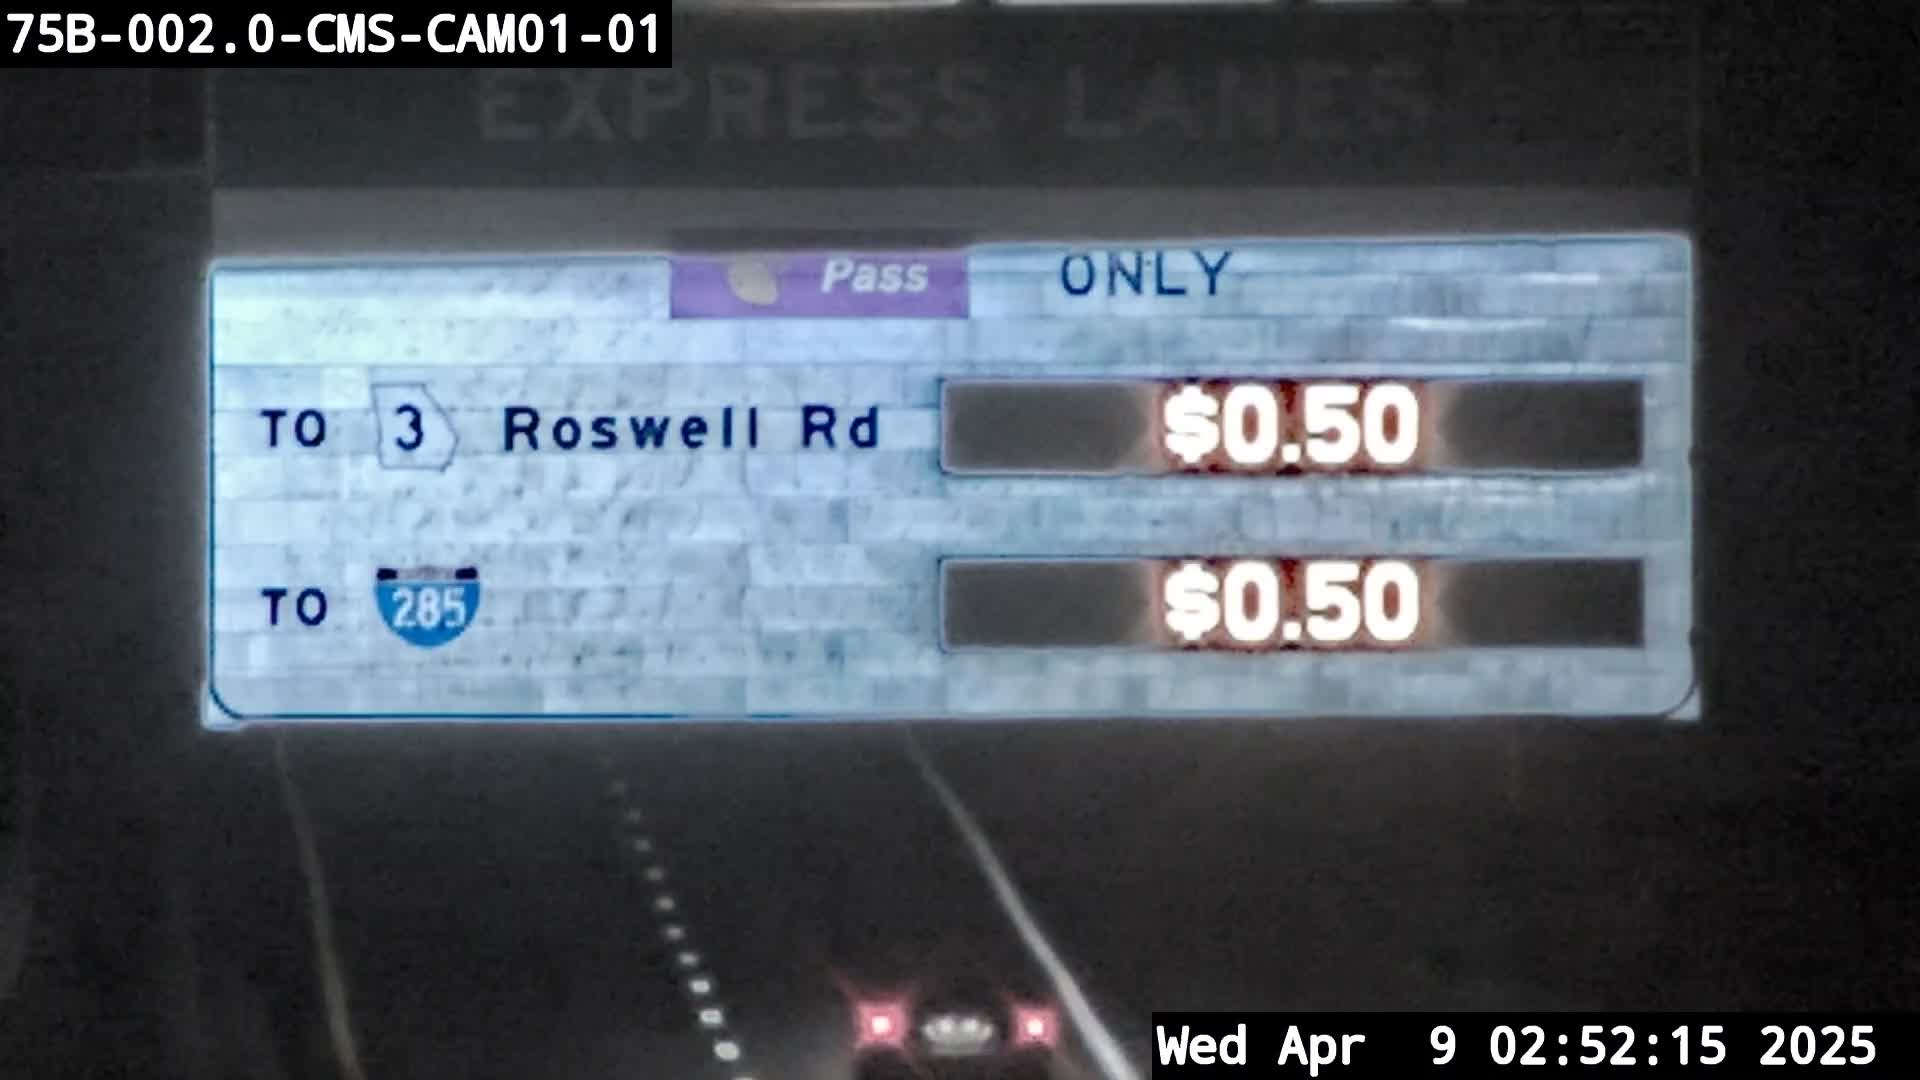 75B-002.0-CMS-CAM01-01
EXPRESS LANES
Pass ONLY
TO 3 Roswell Rd $0.50
TO 285 $0.50
Wed Apr 9 02:52:15 2025